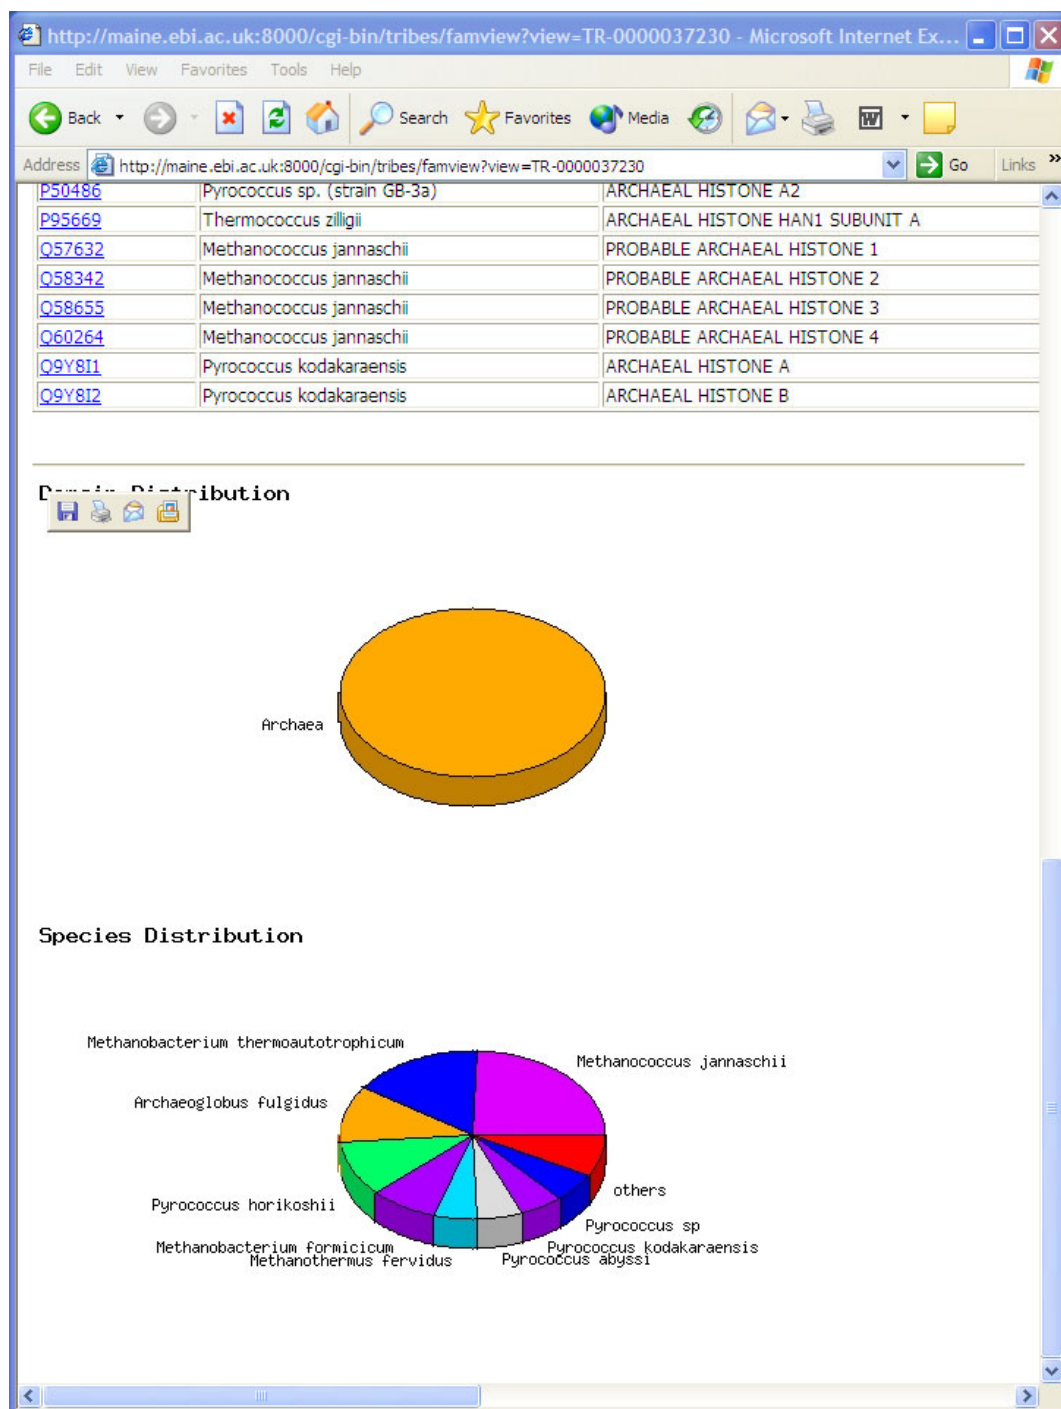 http://maine.ebi.ac.uk:8000/cgi-bin/tribes/famview?view=TR-0000037230 - Microsoft Internet Ex...
File Edit View Favorites Tools Help
Back Search Favorites Media
Address http://maine.ebi.ac.uk:8000/cgi-bin/tribes/famview?view=TR-0000037230 Go Links »
P50486 Pyrococcus sp. (strain GB-3a) ARCHAEAL HISTONE A2
P95669 Thermococcus zilligii ARCHAEAL HISTONE HAN1 SUBUNIT A
Q57632 Methanococcus jannaschii PROBABLE ARCHAEAL HISTONE 1
Q58342 Methanococcus jannaschii PROBABLE ARCHAEAL HISTONE 2
Q58655 Methanococcus jannaschii PROBABLE ARCHAEAL HISTONE 3
Q60264 Methanococcus jannaschii PROBABLE ARCHAEAL HISTONE 4
Q9Y8I1 Pyrococcus kodakaraensis ARCHAEAL HISTONE A
Q9Y8I2 Pyrococcus kodakaraensis ARCHAEAL HISTONE B
Domain Distribution
Archaea
Species Distribution
Methanobacterium thermoautotrophicum
Methanococcus jannaschii
Archaeoglobus fulgidus
others
Pyrococcus horikoshii
Pyrococcus sp
Methanobacterium formicicum
Pyrococcus kodakaraensis
Methanothermus fervidus
Pyrococcus abyssi